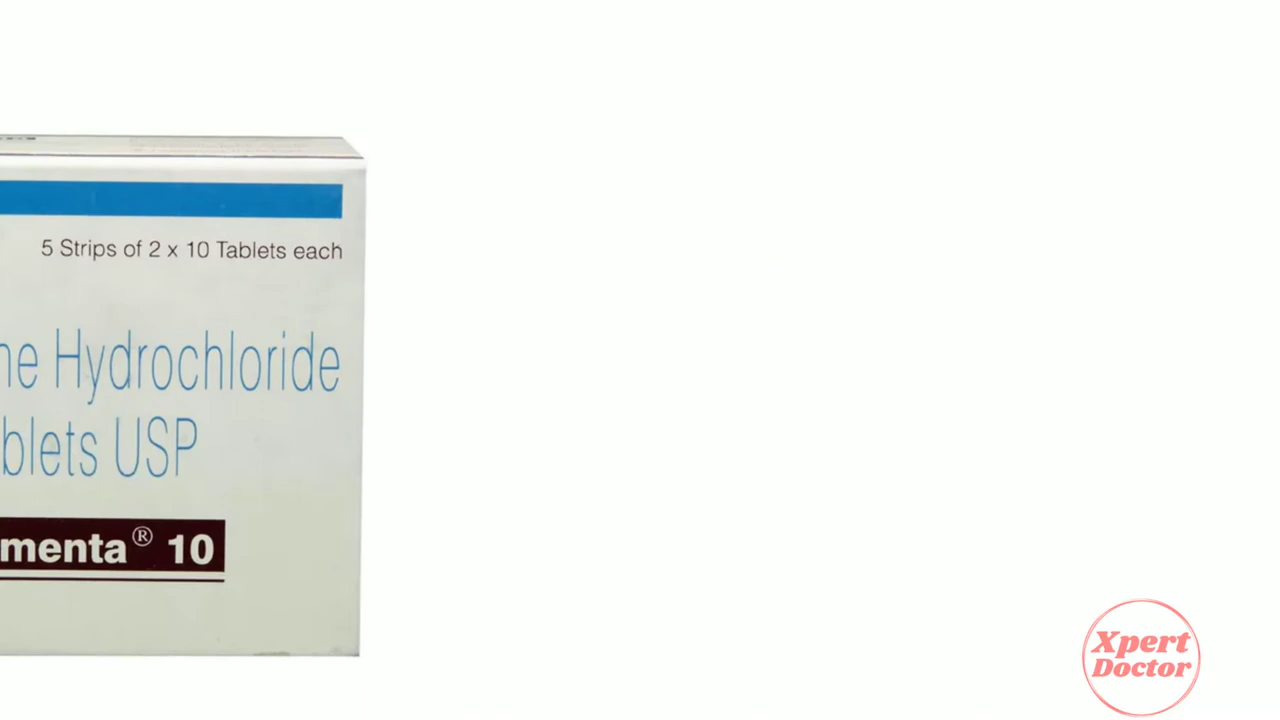 5 Strips of 2 x 10 Tablets each
ne Hydrochloride
blets USP
menta® 10
Xpert
Doctor